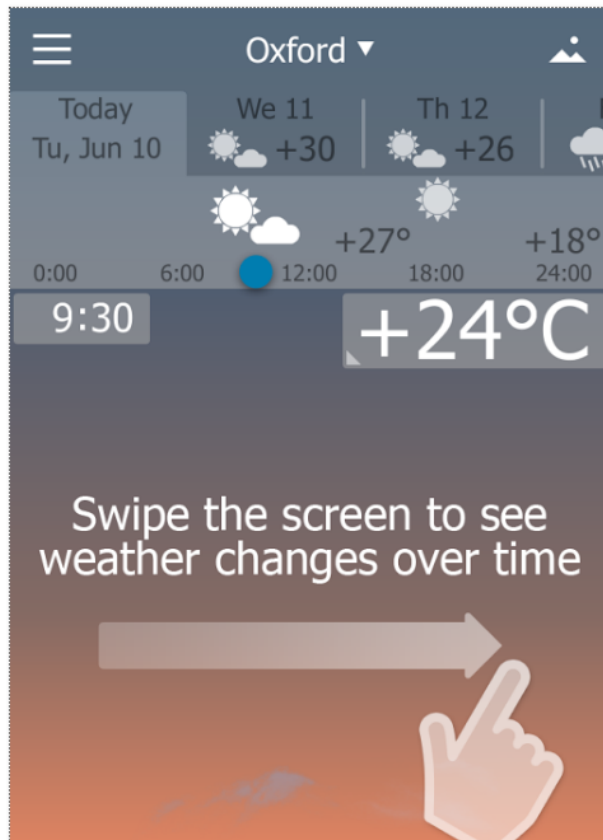 Oxford ▼
Today We 11 Th 12
Tu, Jun 10 +30 +26
+27° +18°
0:00 6:00 12:00 18:00 24:00
9:30 +24°C
Swipe the screen to see
weather changes over time